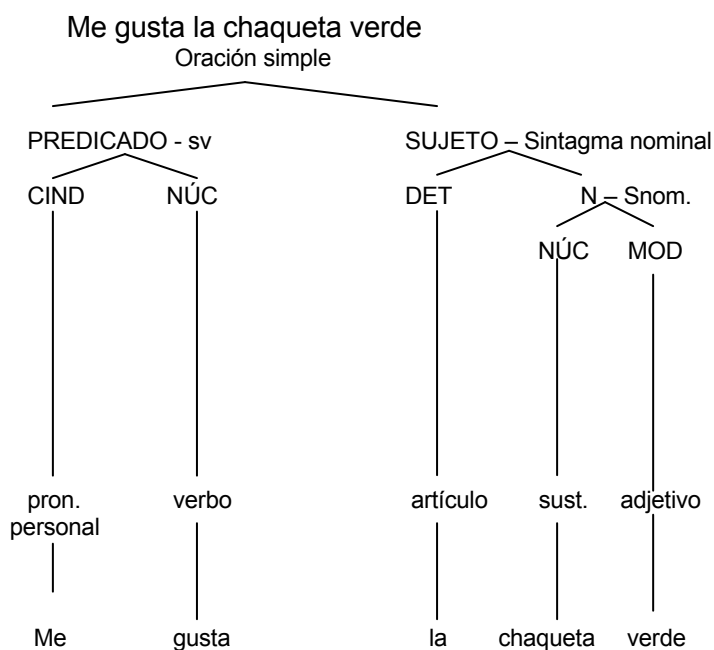 Me gusta la chaqueta verde
Oración simple
PREDICADO - sv SUJETO – Sintagma nominal
CIND NÚC DET N – Snom.
NÚC MOD
pron. verbo artículo sust. adjetivo
personal
Me gusta la chaqueta verde